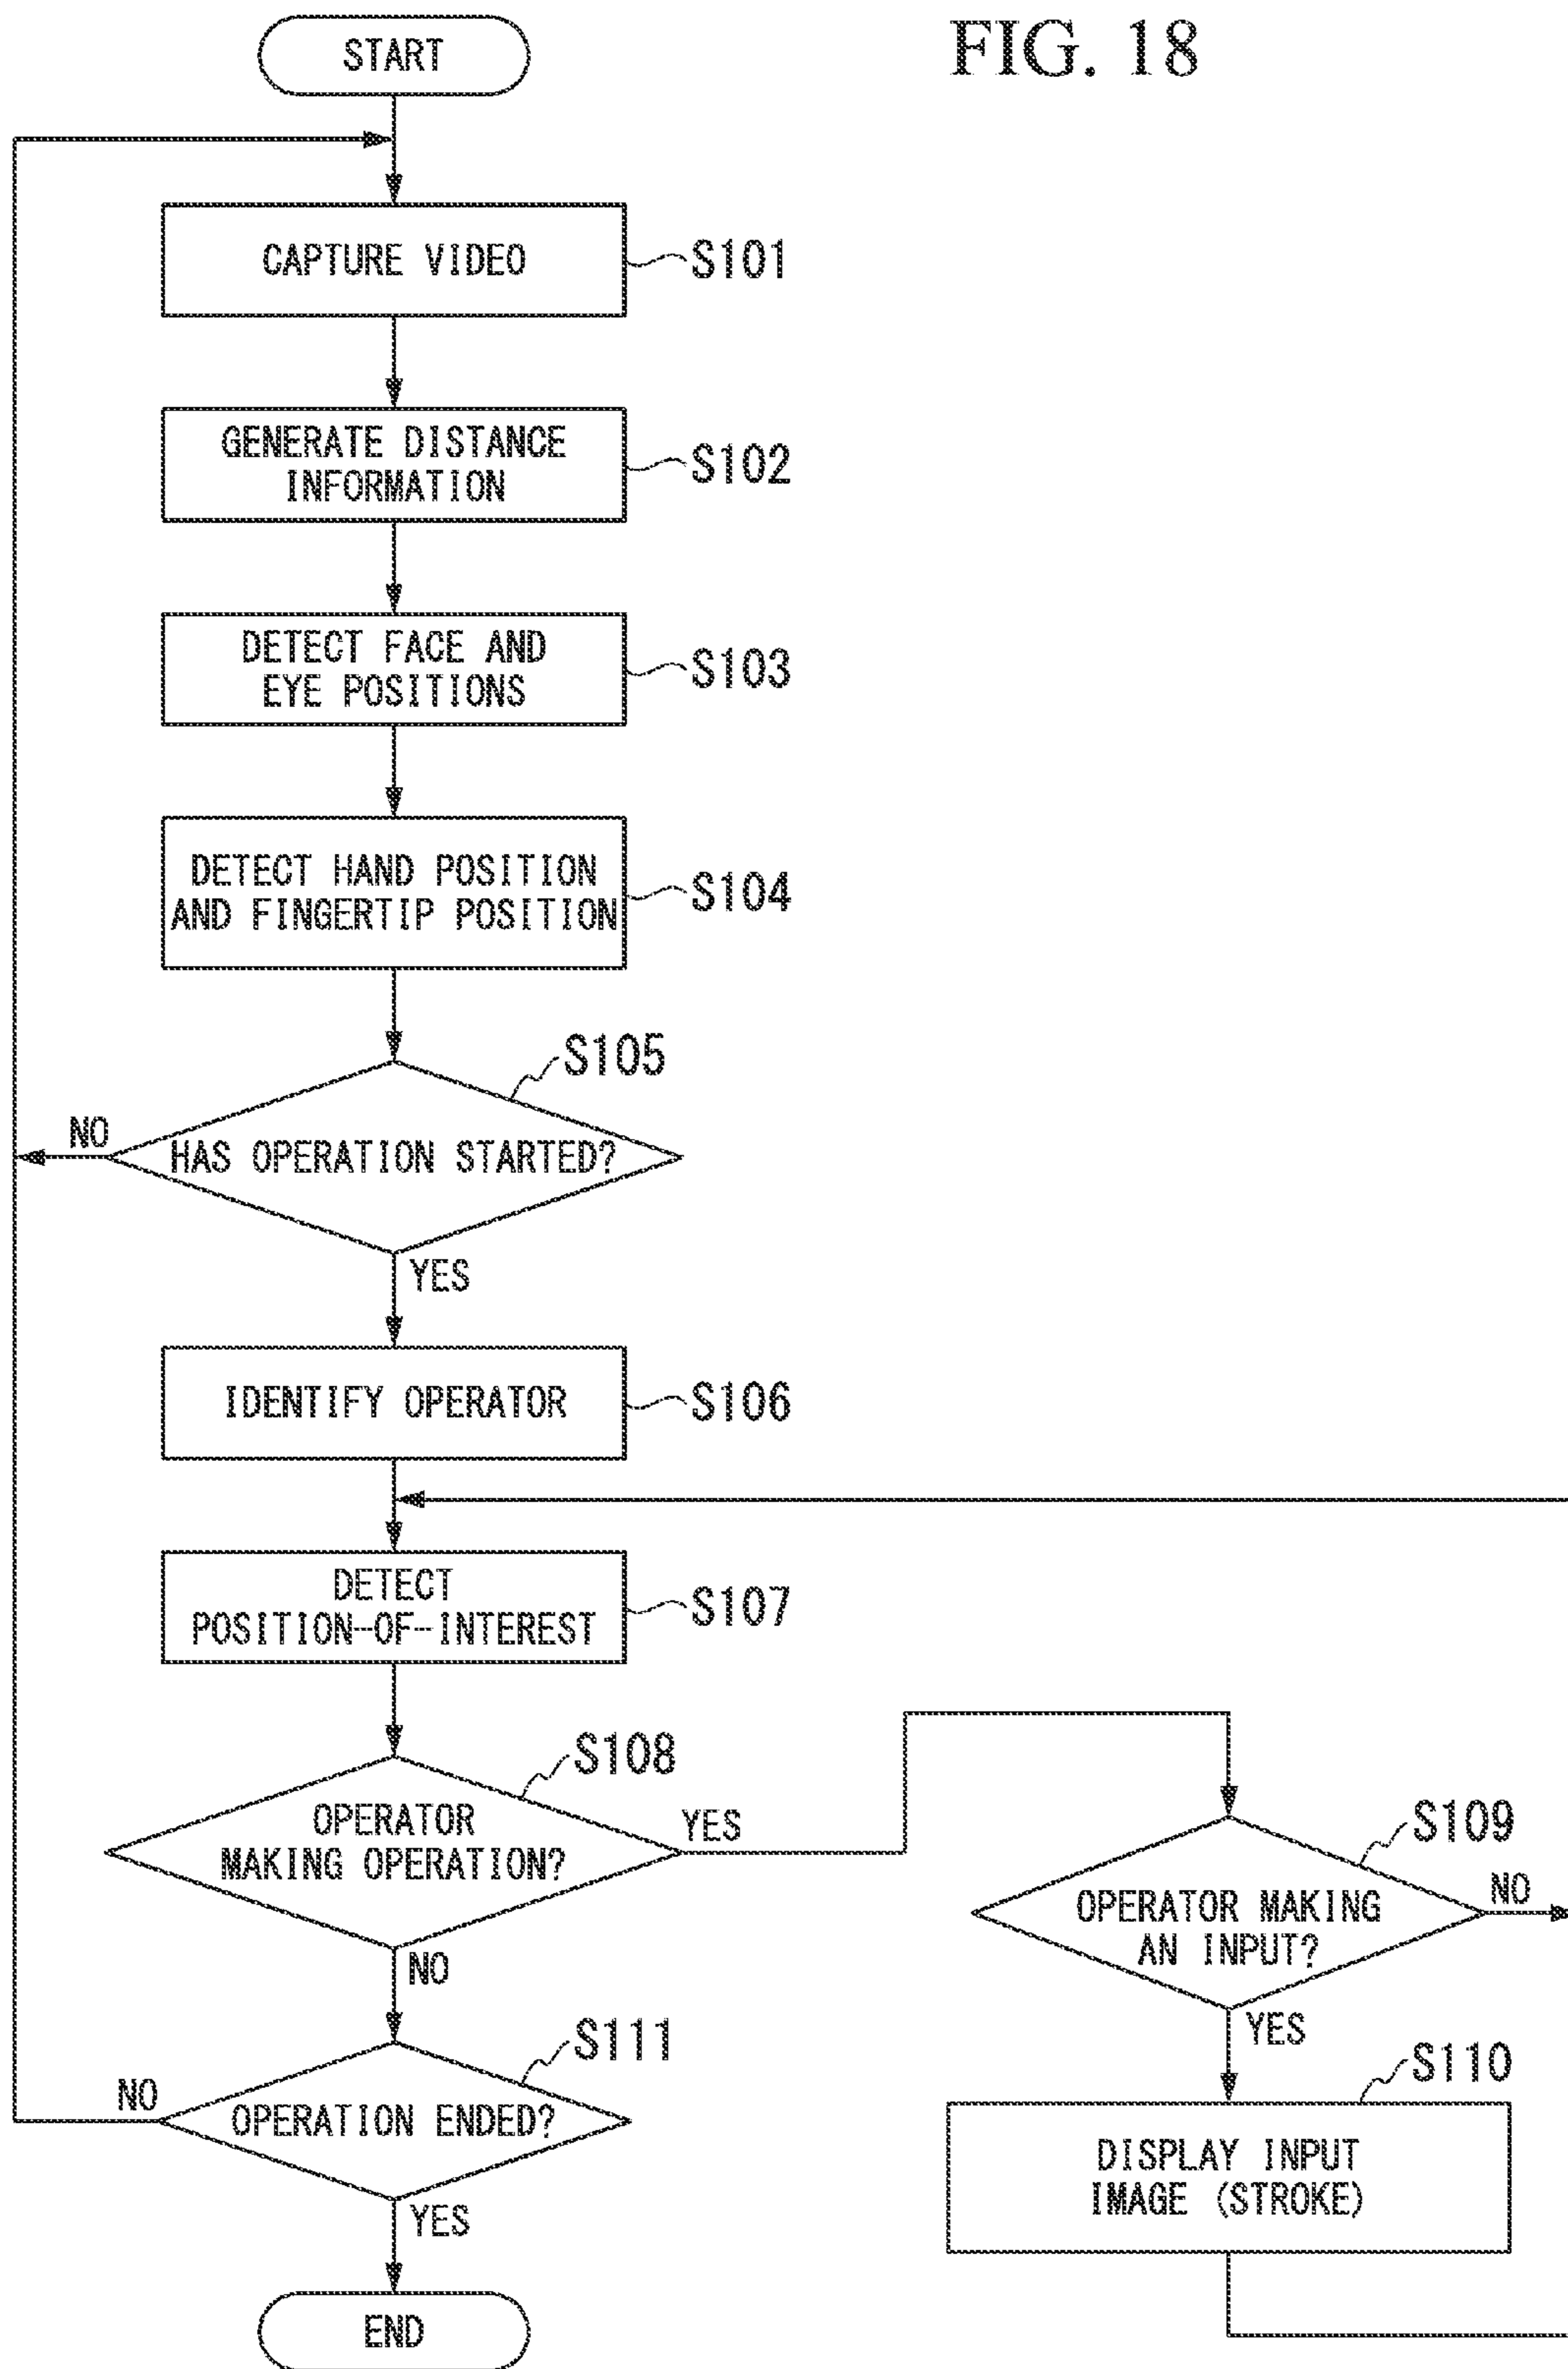 FIG. 18
START
CAPTURE VIDEO
S101
GENERATE DISTANCE
INFORMATION
S102
DETECT FACE AND
EYE POSITIONS
S103
DETECT HAND POSITION
AND FINGERTIP POSITION
S104
S105
NO
HAS OPERATION STARTED?
YES
IDENTIFY OPERATOR
S106
DETECT
POSITION-OF-INTEREST
S107
S108
OPERATOR
MAKING OPERATION?
YES
NO
S109
OPERATOR MAKING
AN INPUT?
NO
YES
S110
DISPLAY INPUT
IMAGE (STROKE)
S111
NO
OPERATION ENDED?
YES
END